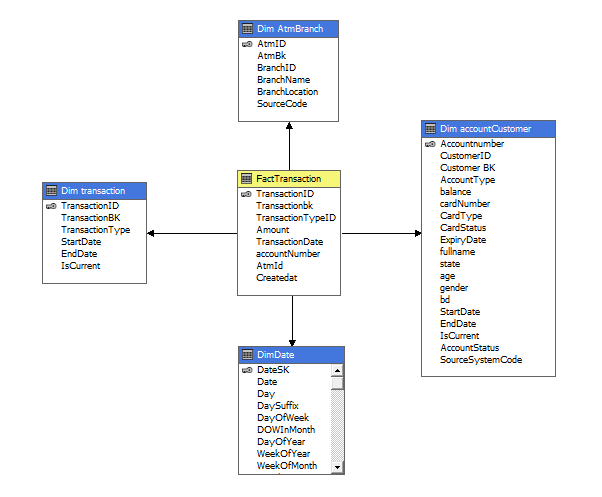 Dim AtmBranch
AtmID
AtmBk
BranchID
BranchName
BranchLocation
SourceCode
Dim accountCustomer
Accountnumber
CustomerID
Customer BK
AccountType
balance
cardNumber
CardType
CardStatus
ExpiryDate
fullname
state
age
gender
bd
StartDate
EndDate
IsCurrent
AccountStatus
SourceSystemCode
FactTransaction
TransactionID
Transactionbk
TransactionTypeID
Amount
TransactionDate
accountNumber
AtmId
Createdat
Dim transaction
TransactionID
TransactionBK
TransactionType
StartDate
EndDate
IsCurrent
DimDate
DateSK
Date
Day
DaySuffix
DayOfWeek
DOWInMonth
DayOfYear
WeekOfYear
WeekOfMonth